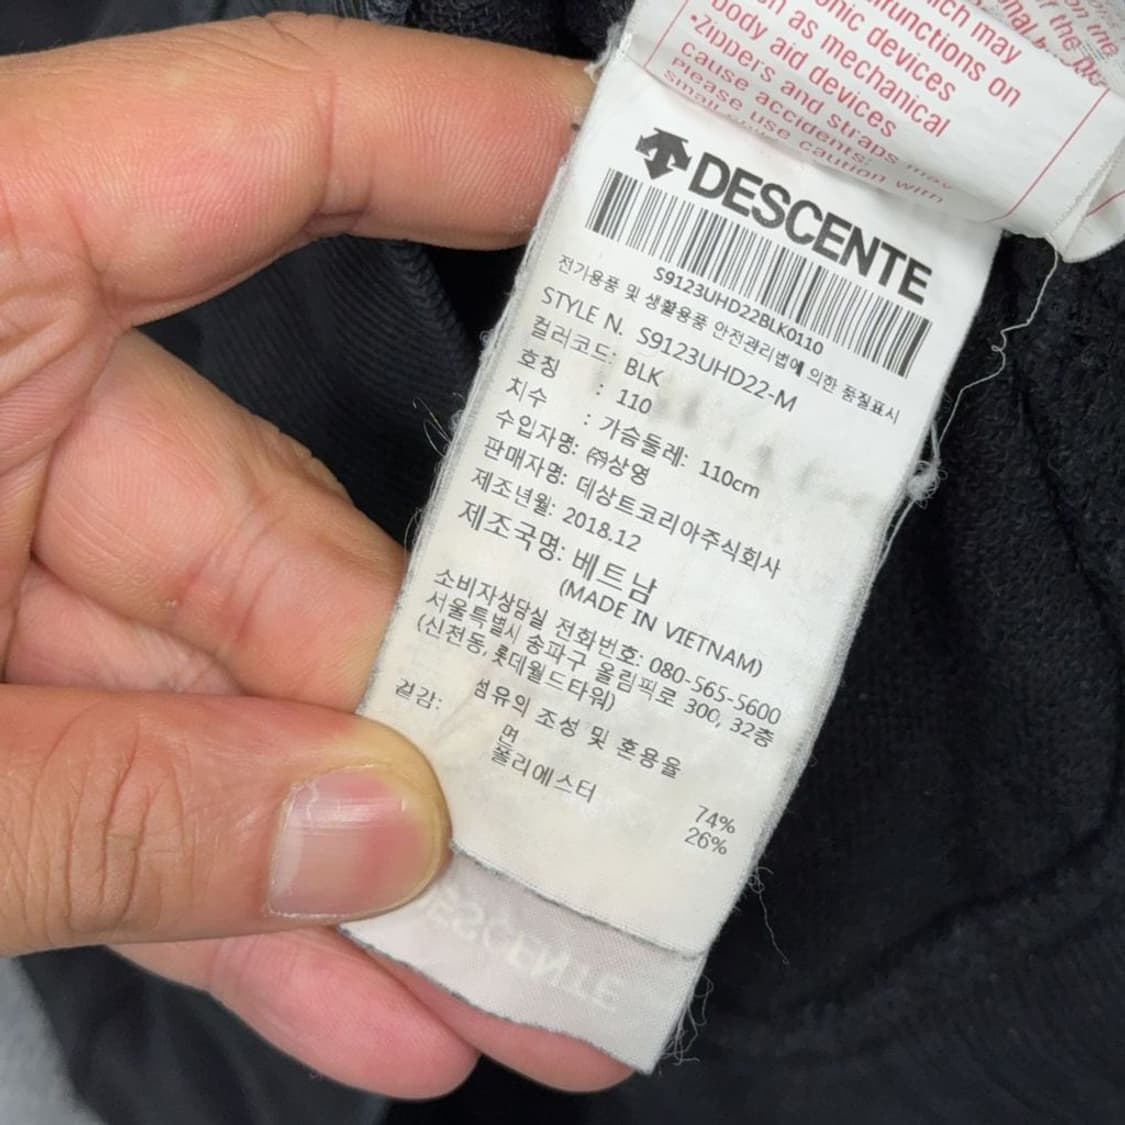 which may
malfunctions on
devices
body aid devices
as mechanical
•Zipper's and straps may
cause accidents:
Please use caution with
DESCENTE
S9123UHD22BLK0110
전기용품 및 생활용품 안전관리법에 의한 품질표시
STYLE N. S9123UHD22-M
컬러코드: BLK
호칭 : 110
치수 : 가슴둘레: 110cm
수입자명: ㈜상영
판매자명: 데상트코리아주식회사
제조년월: 2018.12
제조국명: 베트남
(MADE IN VIETNAM)
소비자상담실 전화번호: 080-565-5600
서울특별시 송파구 올림픽로 300, 32층
(신천동, 롯데월드타워)
섬유의 조성 및 혼용율
겉감:
면 74%
폴리에스터 26%
DESCENTE